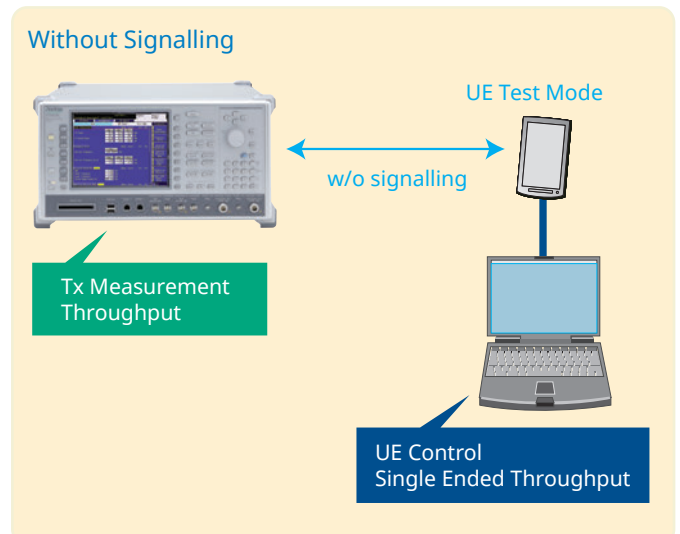 Without Signalling
UE Test Mode
w/o signalling
Tx Measurement
Throughput
UE Control
Single Ended Throughput